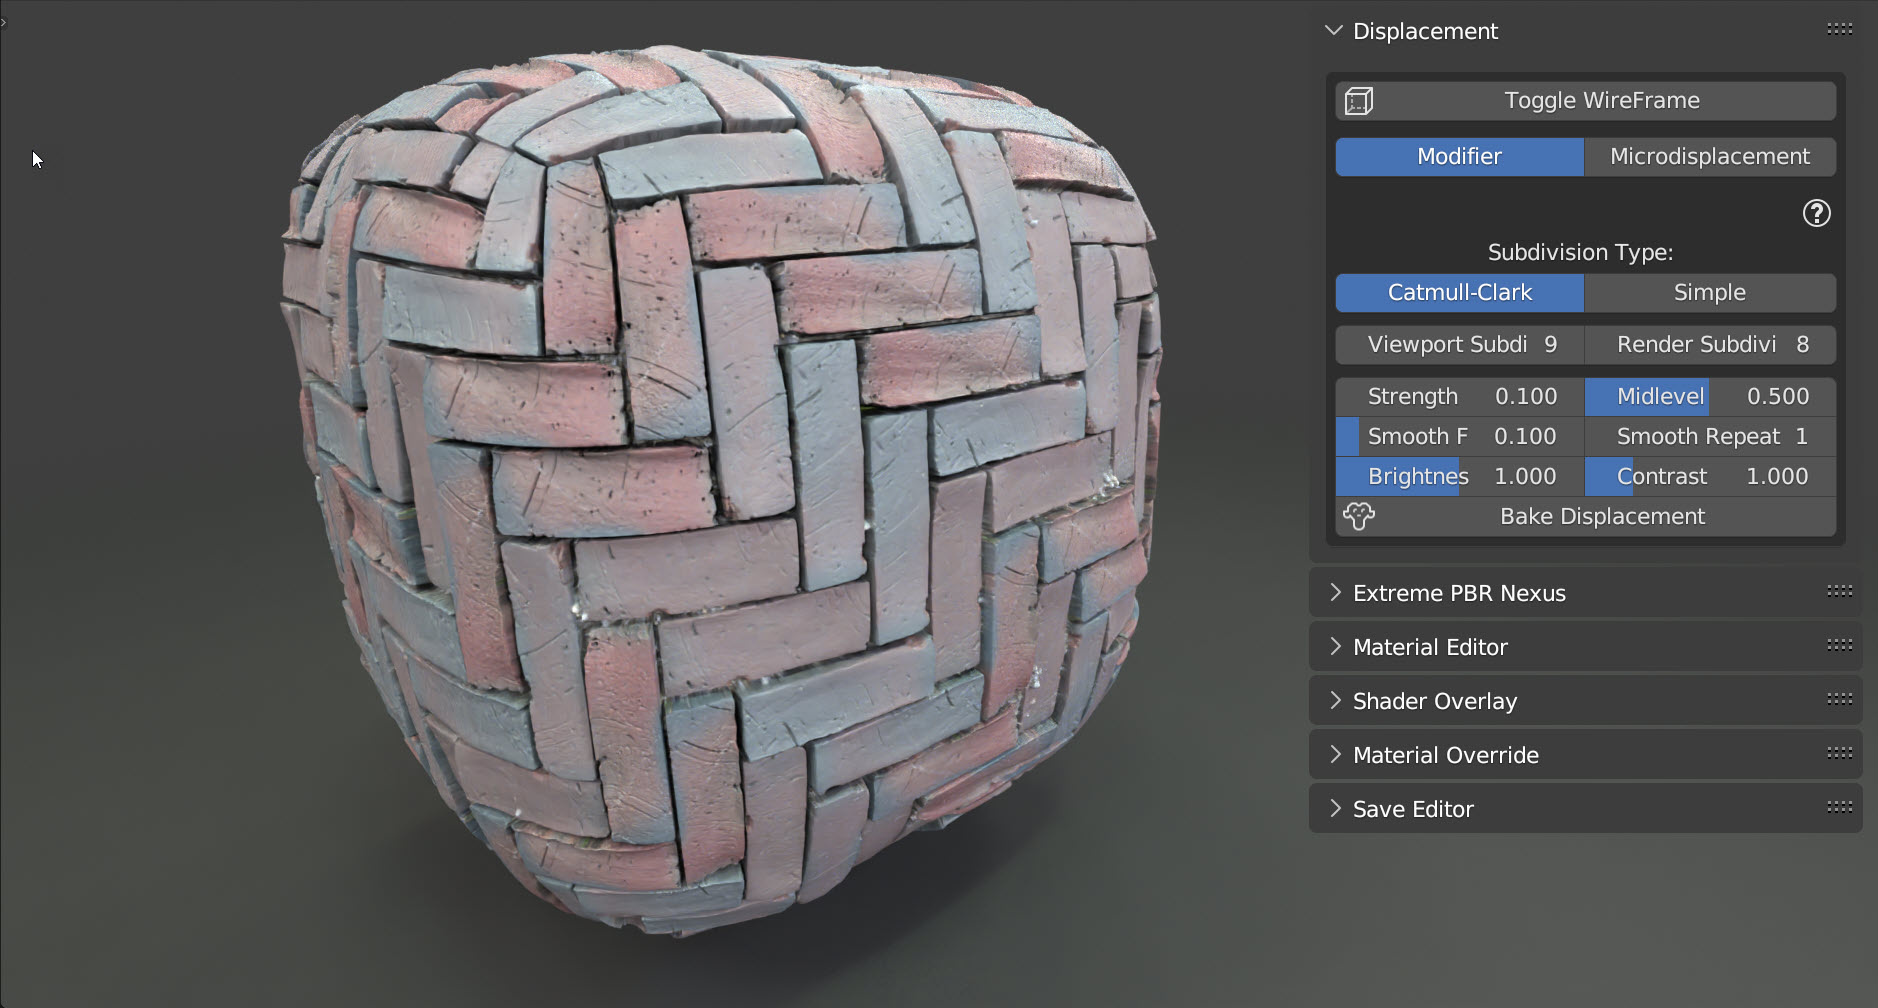 Displacement
Toggle WireFrame
Modifier Microdisplacement
?
Subdivision Type:
Catmull-Clark Simple
Viewport Subdi 9 Render Subdivi 8
Strength 0.100 Midlevel 0.500
Smooth F 0.100 Smooth Repeat 1
Brightnes 1.000 Contrast 1.000
Bake Displacement
Extreme PBR Nexus
Material Editor
Shader Overlay
Material Override
Save Editor